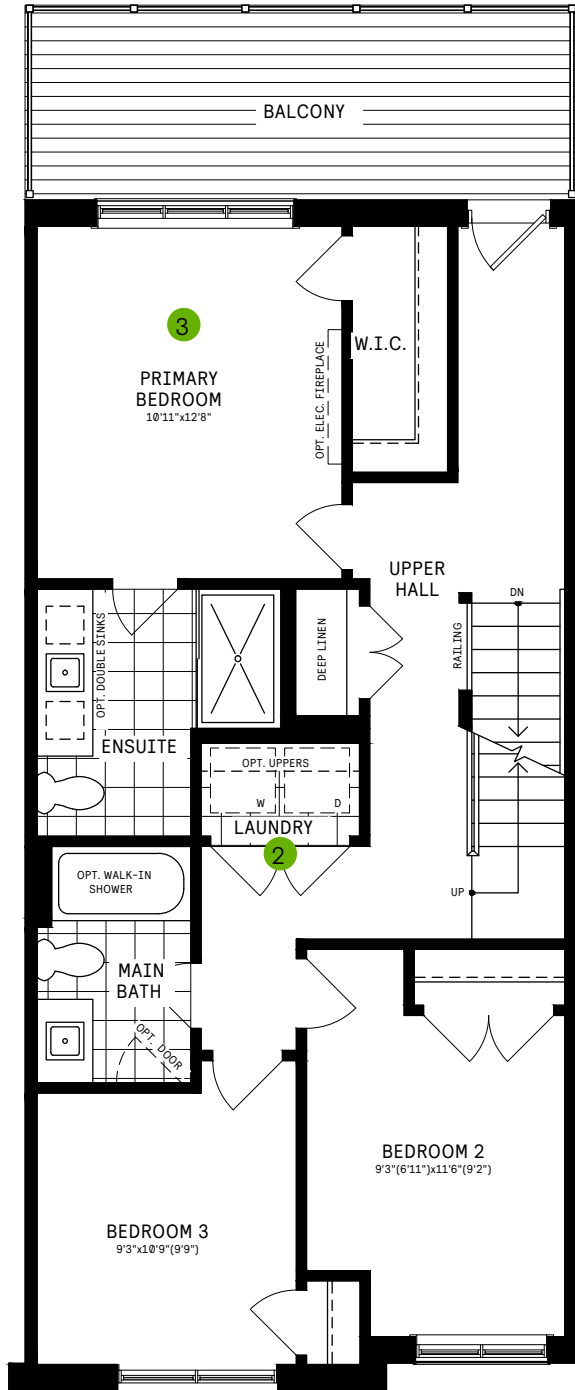 BALCONY
3
PRIMARY
BEDROOM
10'11"x12'8"
OPT. ELEC. FIREPLACE
W.I.C.
UPPER
HALL
DN
RAILING
DEEP LINEN
OPT. DOUBLE SINKS
ENSUITE
OPT. UPPERS
W
D
LAUNDRY
2
UP
OPT. WALK-IN
SHOWER
MAIN
BATH
OPT. DOOR
BEDROOM 2
9'3"(6'11")x11'6"(9'2")
BEDROOM 3
9'3"x10'9"(9'9")